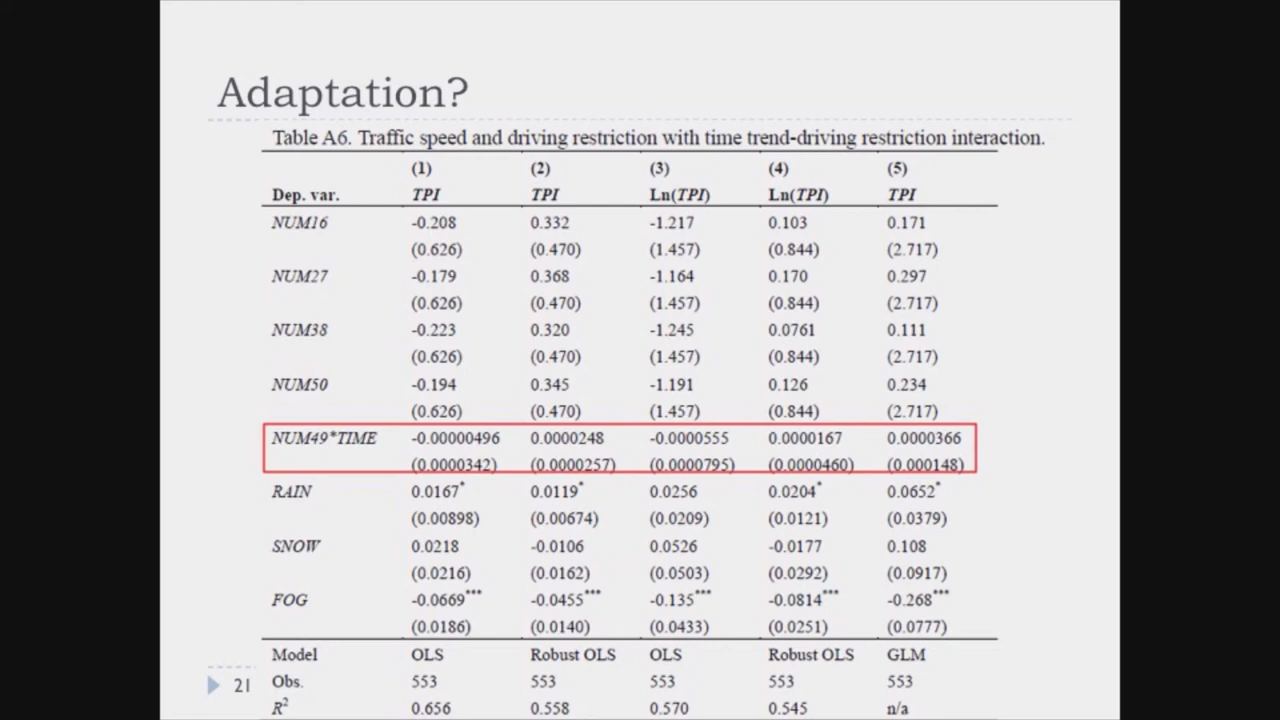 Adaptation?
Table A6. Traffic speed and driving restriction with time trend-driving restriction interaction.
(1) (2) (3) (4) (5)
Dep. var. TPI TPI Ln(TPI) Ln(TPI) TPI
NUM16 -0.208 0.332 -1.217 0.103 0.171
(0.626) (0.470) (1.457) (0.844) (2.717)
NUM27 -0.179 0.368 -1.164 0.170 0.297
(0.626) (0.470) (1.457) (0.844) (2.717)
NUM38 -0.223 0.320 -1.245 0.0761 0.111
(0.626) (0.470) (1.457) (0.844) (2.717)
NUM50 -0.194 0.345 -1.191 0.126 0.234
(0.626) (0.470) (1.457) (0.844) (2.717)
NUM49*TIME -0.00000496 0.0000248 -0.0000555 0.0000167 0.0000366
(0.0000342) (0.0000257) (0.0000795) (0.0000460) (0.000148)
RAIN 0.0167* 0.0119* 0.0256 0.0204* 0.0652*
(0.00898) (0.00674) (0.0209) (0.0121) (0.0379)
SNOW 0.0218 -0.0106 0.0526 -0.0177 0.108
(0.0216) (0.0162) (0.0503) (0.0292) (0.0917)
FOG -0.0669*** -0.0455*** -0.135*** -0.0814*** -0.268***
(0.0186) (0.0140) (0.0433) (0.0251) (0.0777)
Model OLS Robust OLS OLS Robust OLS GLM
21 Obs. 553 553 553 553 553
R2 0.656 0.558 0.570 0.545 n/a